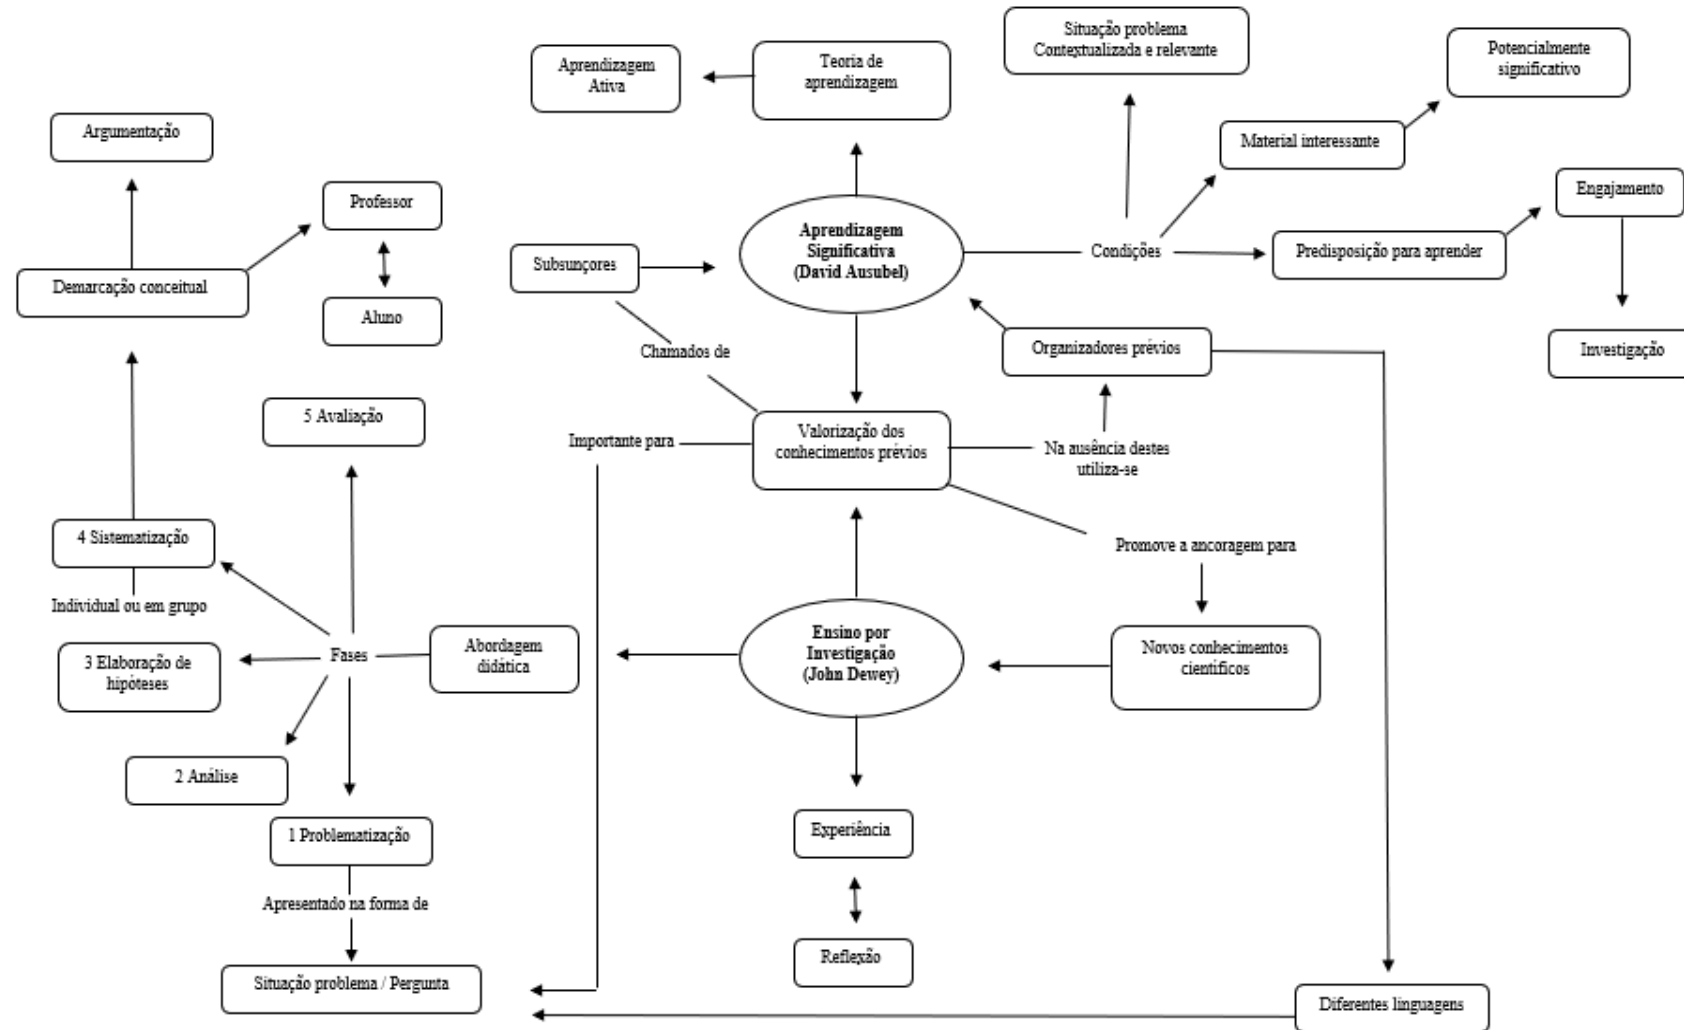 Situação problema
Contextualizada e relevante
Potencialmente
significativo
Aprendizagem
Ativa
Teoria de
aprendizagem
Argumentação
Material interessante
Professor
Engajamento
Aprendizagem
Significativa
(David Ausubel)
Condições
Predisposição para aprender
Subsunçores
Demarcação conceitual
Aluno
Chamados de
Organizadores prévios
Investigação
5 Avaliação
Importante para
Valorização dos
conhecimentos prévios
Na ausência destes
utiliza-se
4 Sistematização
Promove a ancoragem para
Individual ou em grupo
3 Elaboração de
hipóteses
Fases
Abordagem
didática
Ensino por
Investigação
(John Dewey)
Novos conhecimentos
científicos
2 Análise
1 Problematização
Experiência
Apresentado na forma de
Reflexão
Situação problema / Pergunta
Diferentes linguagens